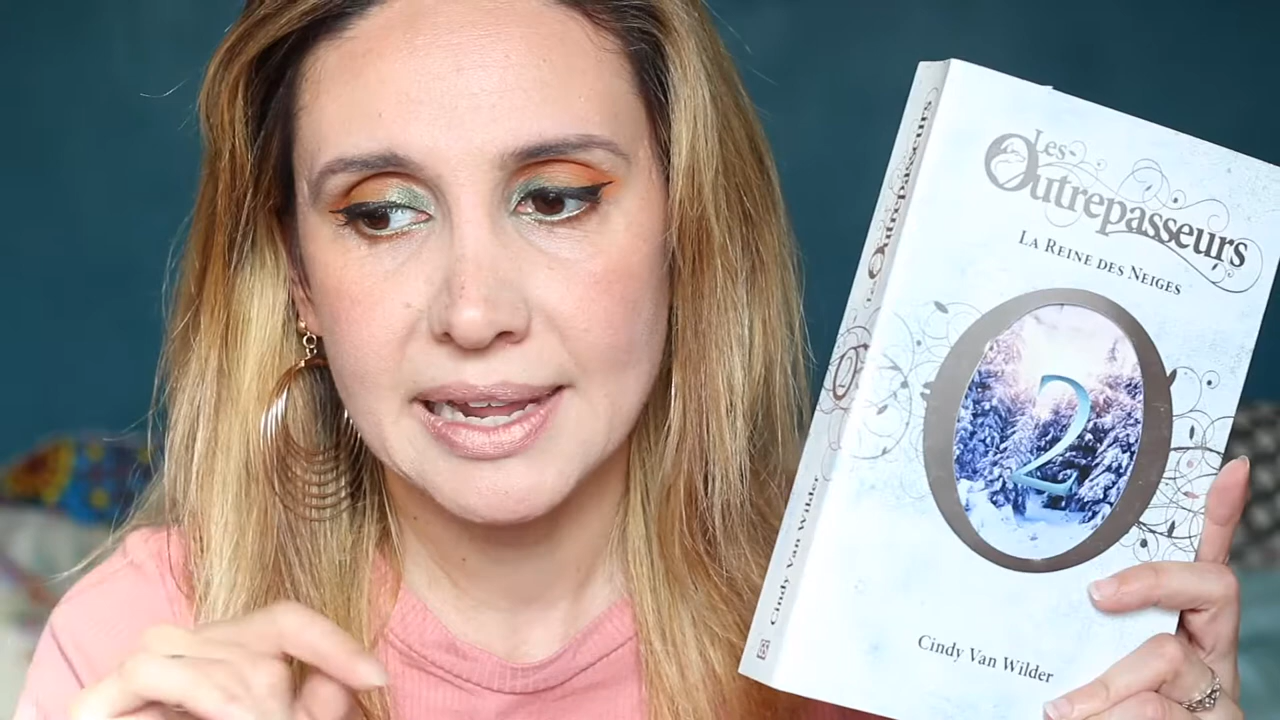 Les
Outrepasseurs
La Reine des Neiges
2
Cindy Van Wilder
Les Outrepasseurs
Cindy Van Wilder